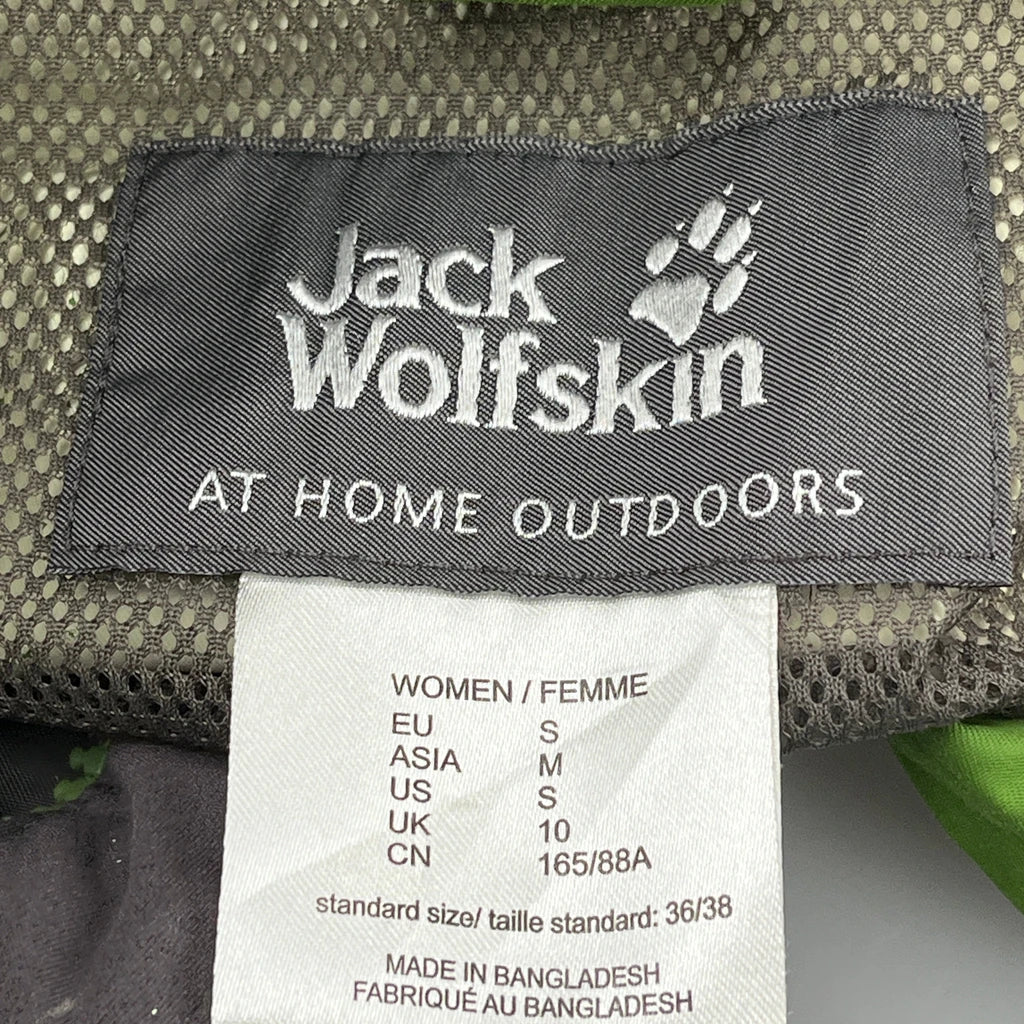 Jack
Wolfskin
AT HOME OUTDOORS
WOMEN / FEMME
EU S
ASIA M
US S
UK 10
CN 165/88A
standard size/ taille standard: 36/38
MADE IN BANGLADESH
FABRIQUÉ AU BANGLADESH